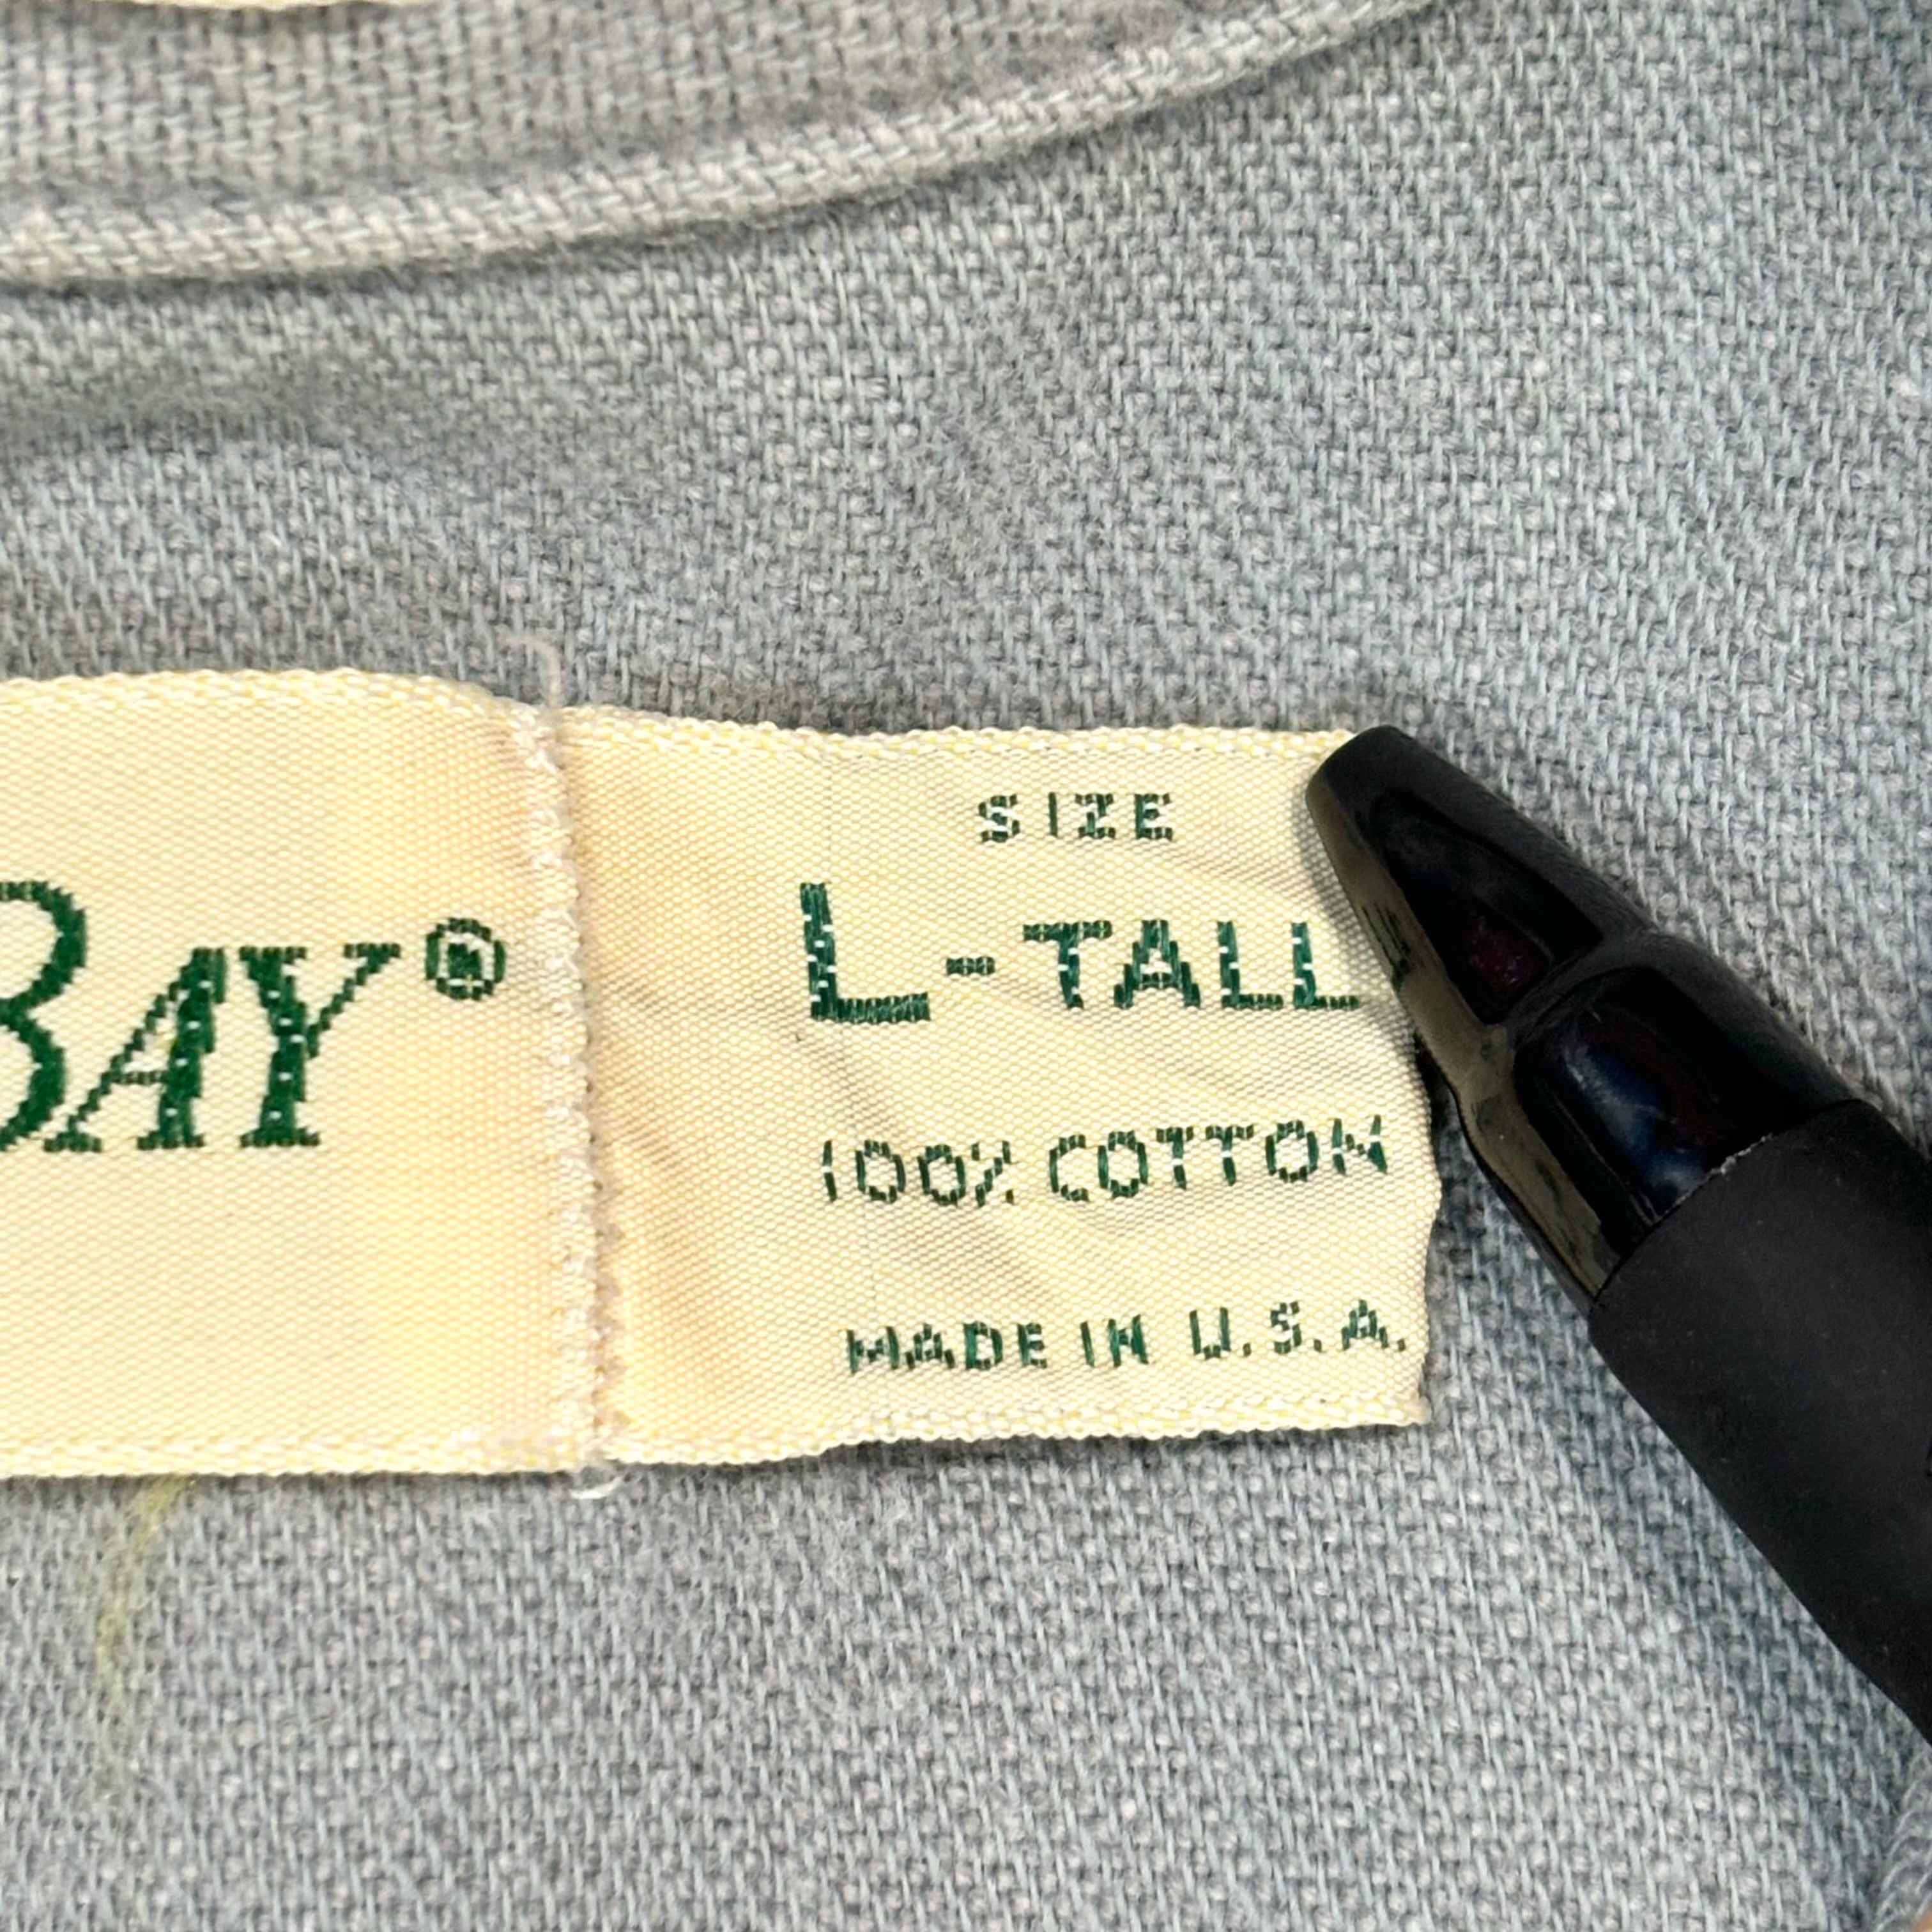 BAY®
SIZE
L-TALL
100% COTTON
MADE IN U.S.A.